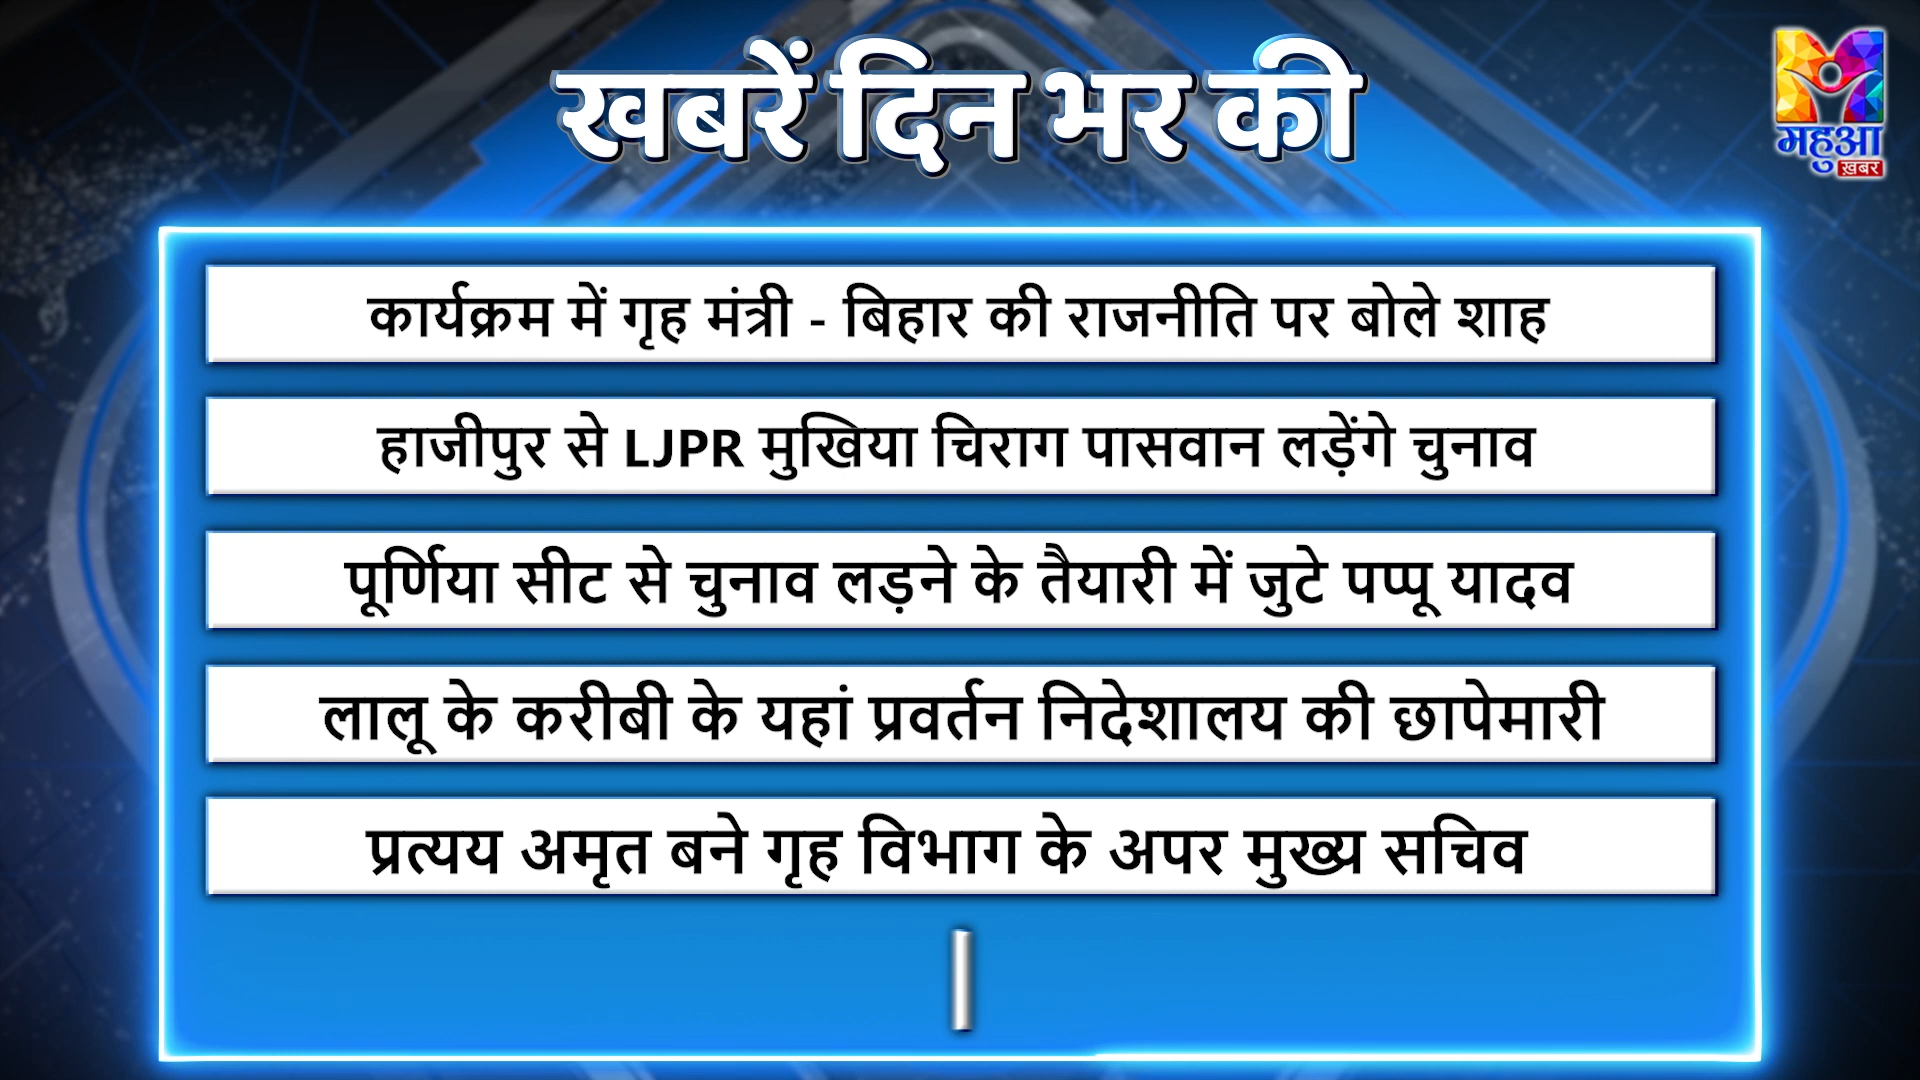 खबरें दिन भर की
महुआ
ख़बर
कार्यक्रम में गृह मंत्री - बिहार की राजनीति पर बोले शाह
हाजीपुर से LJPR मुखिया चिराग पासवान लड़ेंगे चुनाव
पूर्णिया सीट से चुनाव लड़ने के तैयारी में जुटे पप्पू यादव
लालू के करीबी के यहां प्रवर्तन निदेशालय की छापेमारी
प्रत्यय अमृत बने गृह विभाग के अपर मुख्य सचिव